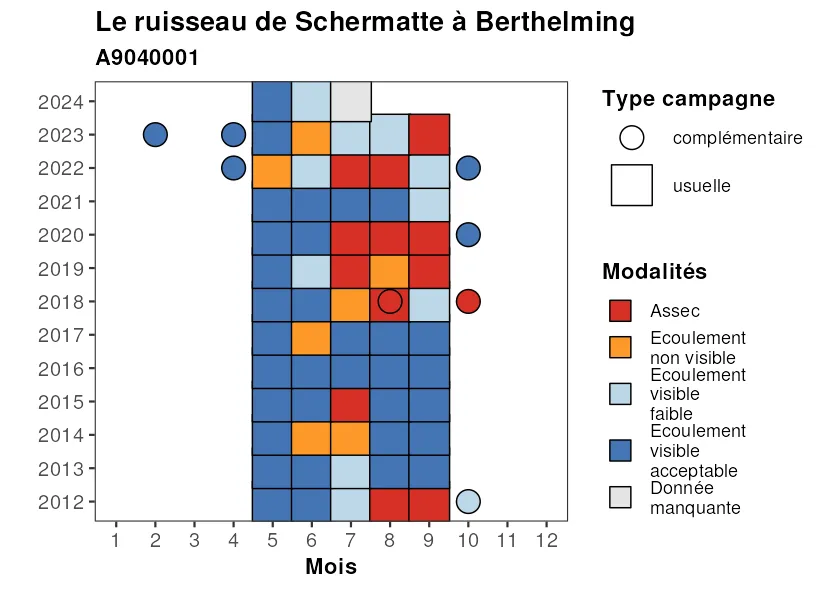 Le ruisseau de Schermatte à Berthelming
A9040001
2024
2023
2022
2021
2020
2019
2018
2017
2016
2015
2014
2013
2012
1 2 3 4 5 6 7 8 9 10 11 12
Mois
Type campagne
complémentaire
usuelle
Modalités
Assec
Ecoulement
non visible
Ecoulement
visible
faible
Ecoulement
visible
acceptable
Donnée
manquante